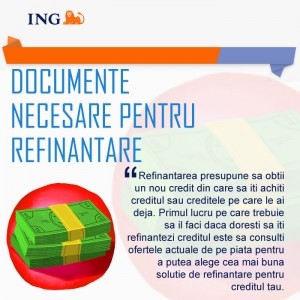 ING
DOCUMENTE
NECESARE PENTRU
REFINANTARE
“Refinantarea presupune sa obtii
un nou credit din care sa iti achiti
creditul sau creditele pe care le ai
deja. Primul lucru pe care trebuie
sa il faci daca doresti sa iti
refinantezi creditul este sa consulti
ofertele actuale de pe piata pentru
a putea alege cea mai buna
solutie de refinantare pentru
creditul tau.